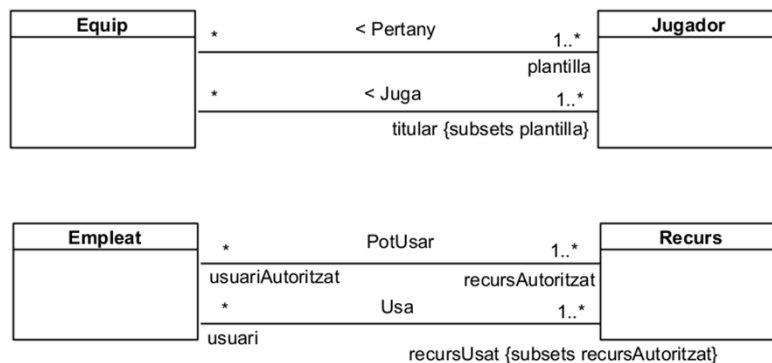 Equip
< Pertany
Jugador
*
1..*
plantilla
*
< Juga
1..*
titular {subsets plantilla}
Empleat
PotUsar
Recurs
*
1..*
usuariAutoritzat
recursAutoritzat
*
Usa
1..*
usuari
recursUsat {subsets recursAutoritzat}